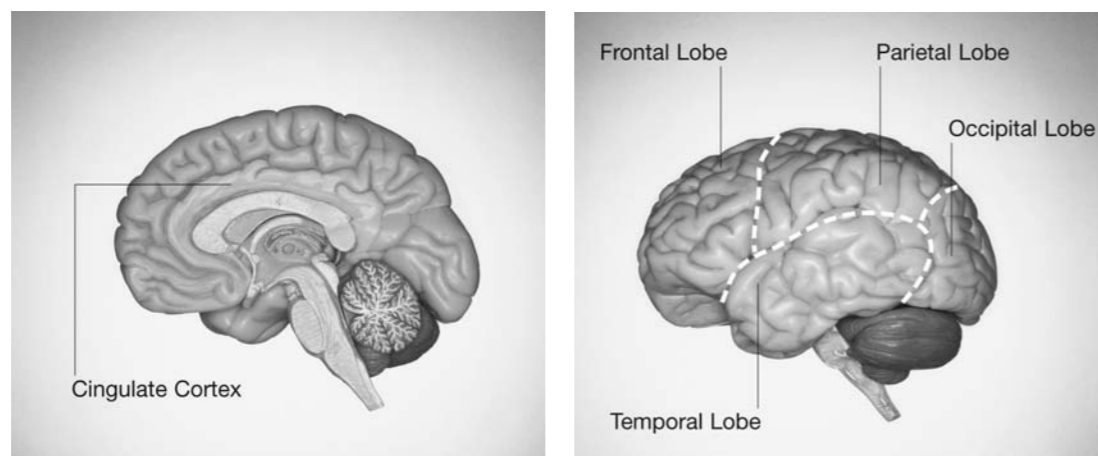 Cingulate Cortex
Frontal Lobe
Parietal Lobe
Occipital Lobe
Temporal Lobe